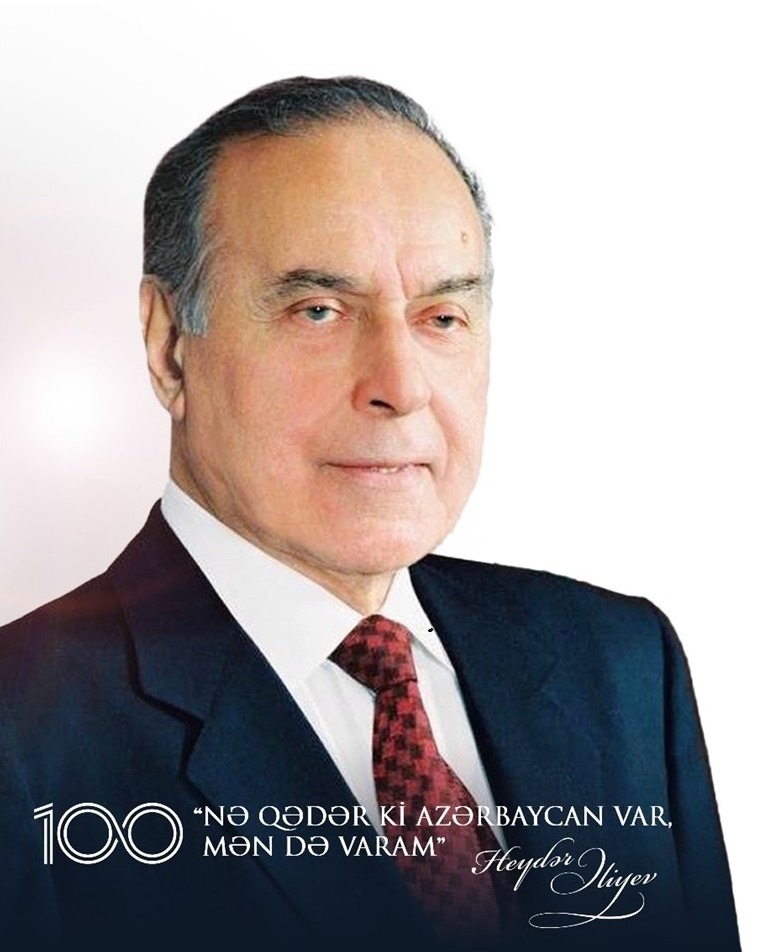 100 “NƏ QƏDƏR Kİ AZƏRBAYCAN VAR,
MƏN DƏ VARAM”
Heydər Əliyev